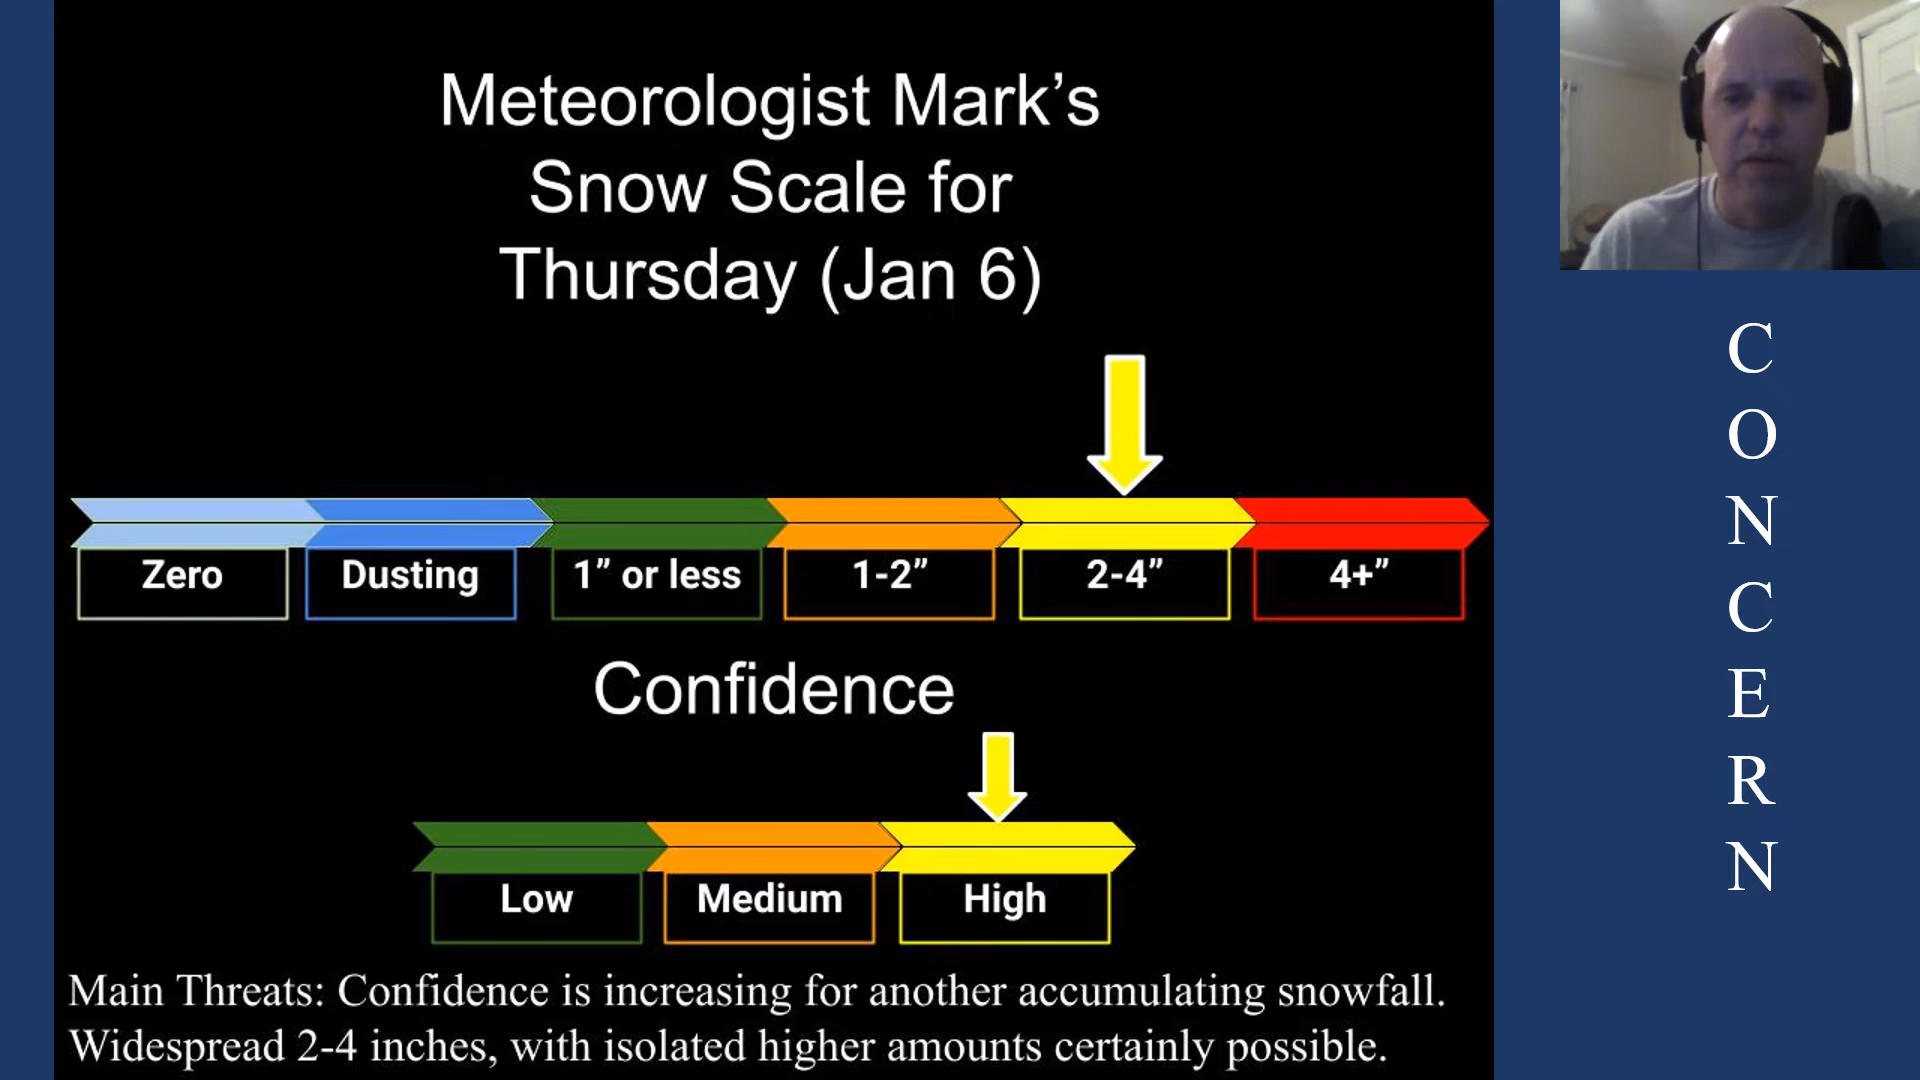 Meteorologist Mark’s
Snow Scale for
Thursday (Jan 6)
Zero
Dusting
1” or less
1-2”
2-4”
4+”
Confidence
Low
Medium
High
Main Threats: Confidence is increasing for another accumulating snowfall.
Widespread 2-4 inches, with isolated higher amounts certainly possible.
C
O
N
C
E
R
N